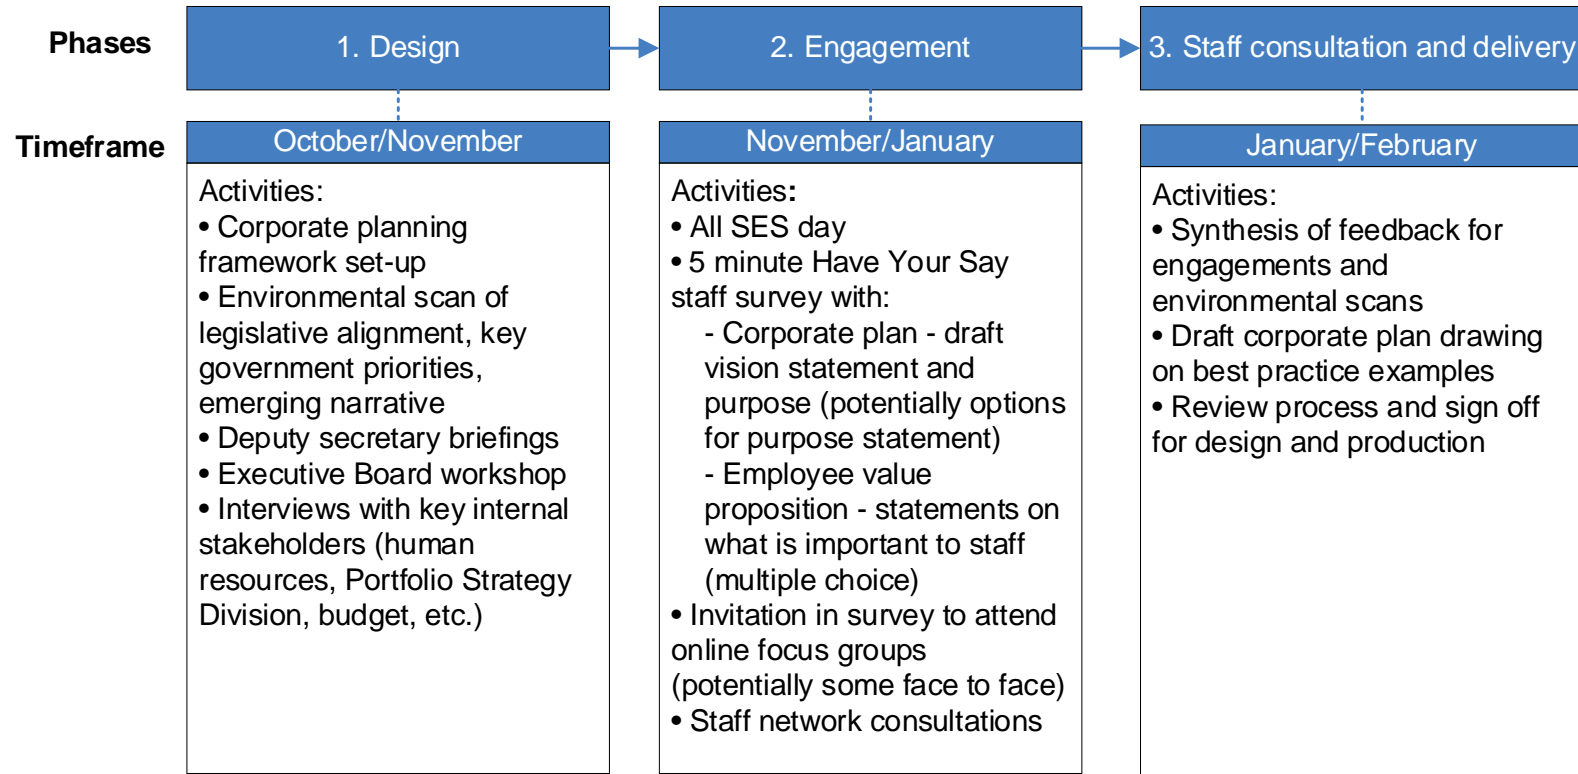 Phases
1. Design
2. Engagement
3. Staff consultation and delivery
Timeframe
October/November
Activities:
• Corporate planning
framework set-up
• Environmental scan of
legislative alignment, key
government priorities,
emerging narrative
• Deputy secretary briefings
• Executive Board workshop
• Interviews with key internal
stakeholders (human
resources, Portfolio Strategy
Division, budget, etc.)
November/January
Activities:
• All SES day
• 5 minute Have Your Say
staff survey with:
- Corporate plan - draft
vision statement and
purpose (potentially options
for purpose statement)
- Employee value
proposition - statements on
what is important to staff
(multiple choice)
• Invitation in survey to attend
online focus groups
(potentially some face to face)
• Staff network consultations
January/February
Activities:
• Synthesis of feedback for
engagements and
environmental scans
• Draft corporate plan drawing
on best practice examples
• Review process and sign off
for design and production